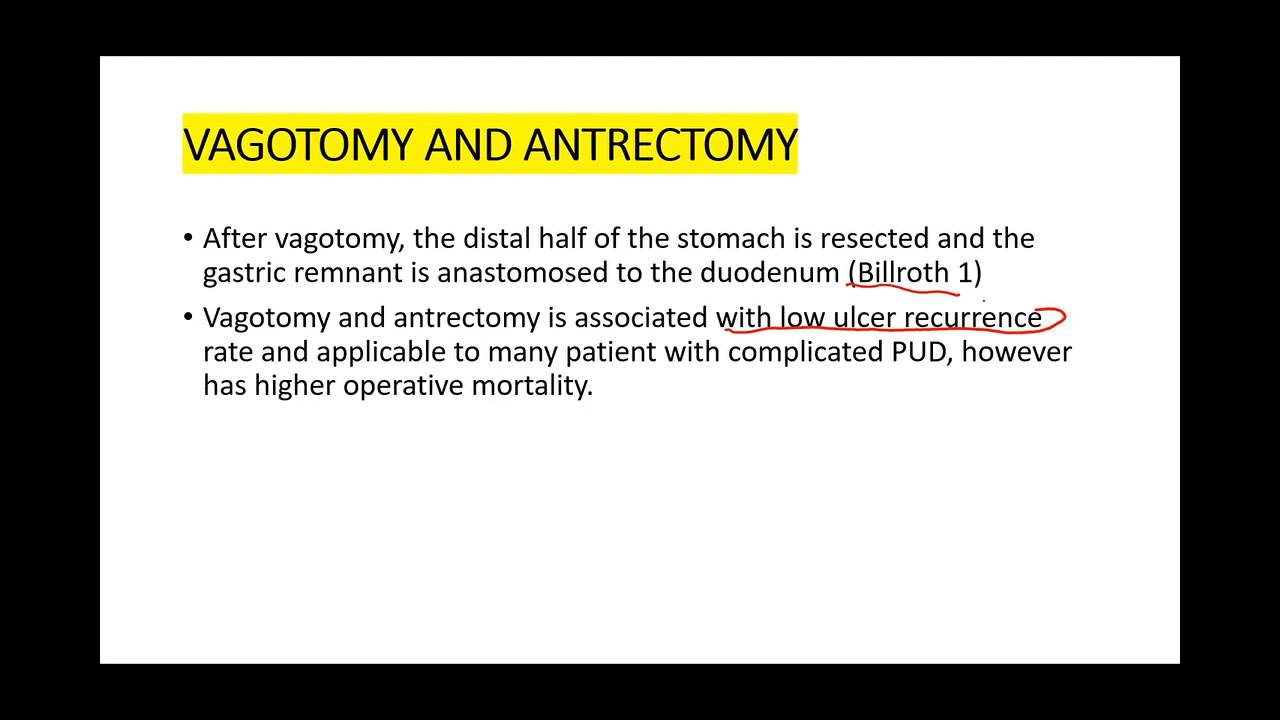 VAGOTOMY AND ANTRECTOMY
• After vagotomy, the distal half of the stomach is resected and the
gastric remnant is anastomosed to the duodenum (Billroth 1)
• Vagotomy and antrectomy is associated with low ulcer recurrence
rate and applicable to many patient with complicated PUD, however
has higher operative mortality.